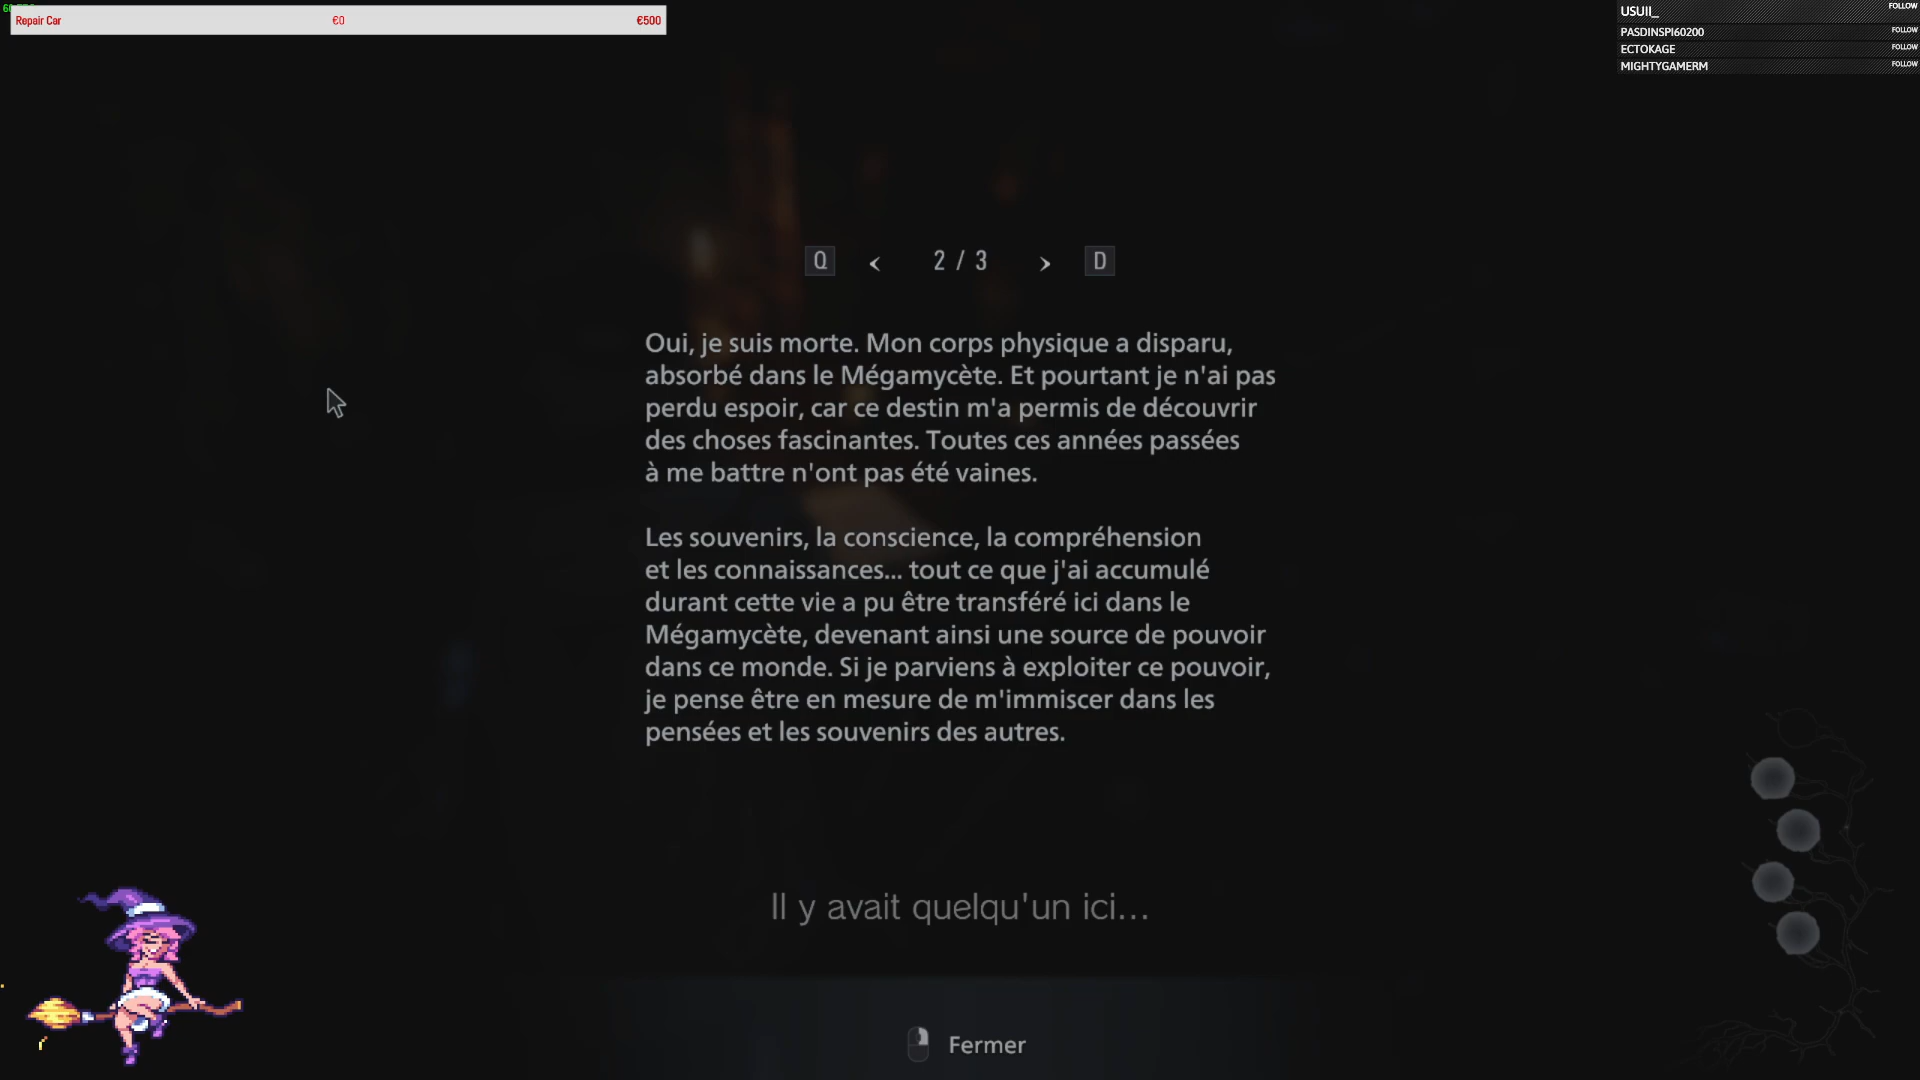 Repair Car €0 €500
USUII_ FOLLOW
PASDINSPI60200 FOLLOW
ECTOKAGE FOLLOW
MIGHTYGAMERM FOLLOW
Q < 2 / 3 > D
Oui, je suis morte. Mon corps physique a disparu,
absorbé dans le Mégamycète. Et pourtant je n'ai pas
perdu espoir, car ce destin m'a permis de découvrir
des choses fascinantes. Toutes ces années passées
à me battre n'ont pas été vaines.
Les souvenirs, la conscience, la compréhension
et les connaissances... tout ce que j'ai accumulé
durant cette vie a pu être transféré ici dans le
Mégamycète, devenant ainsi une source de pouvoir
dans ce monde. Si je parviens à exploiter ce pouvoir,
je pense être en mesure de m'immiscer dans les
pensées et les souvenirs des autres.
Il y avait quelqu'un ici...
Fermer